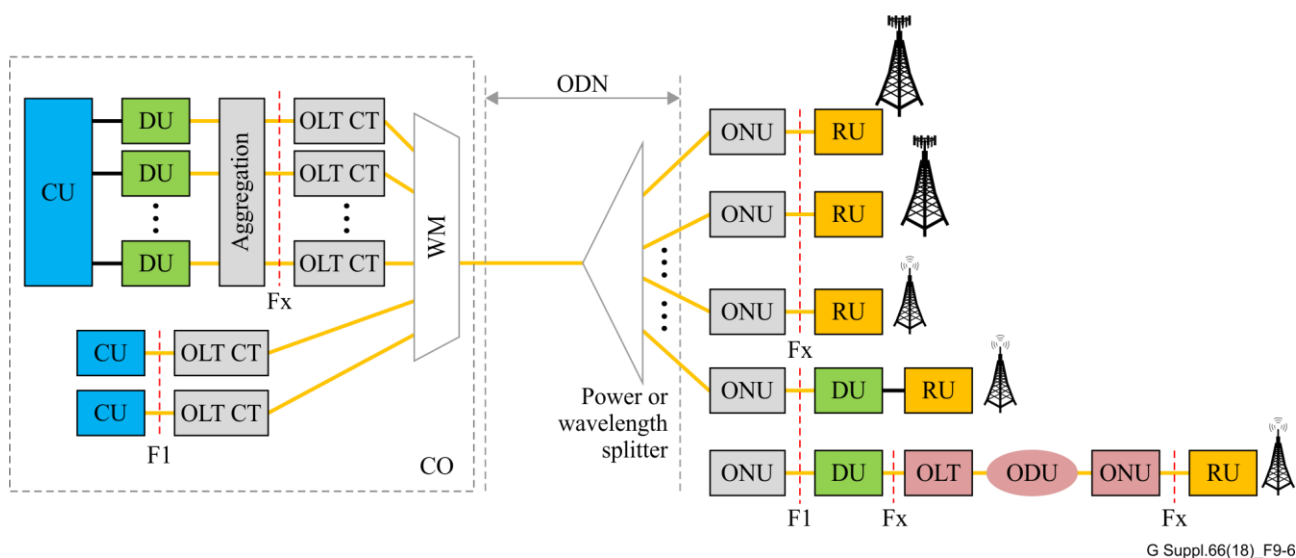 ODN
CU
DU
DU
DU
Aggregation
OLT CT
OLT CT
OLT CT
WM
Fx
CU
OLT CT
CU
OLT CT
F1
CO
Power or
wavelength
splitter
ONU
RU
ONU
RU
ONU
RU
Fx
ONU
DU
RU
ONU
DU
OLT
ODU
ONU
RU
F1
Fx
Fx
G Suppl.66(18)_F9-6